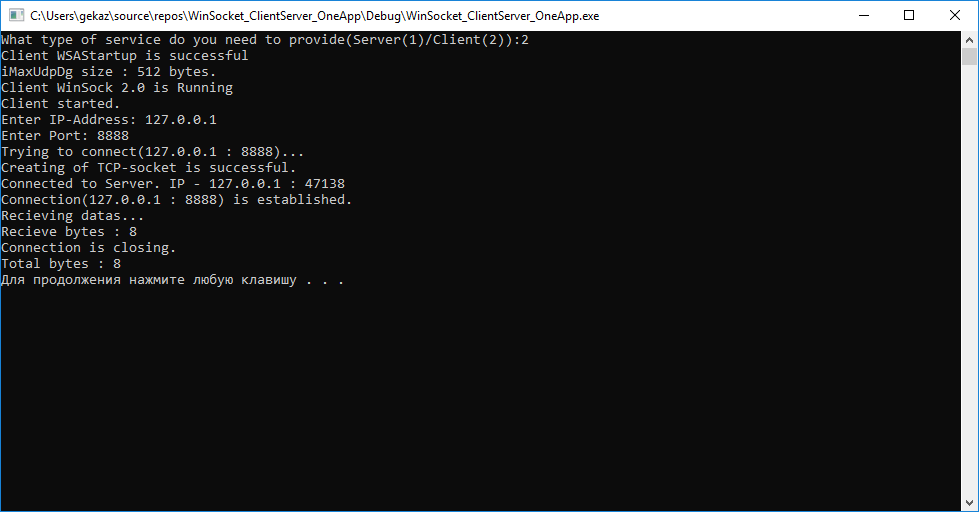 C:\Users\gekaz\source\repos\WinSocket_ClientServer_OneApp\Debug\WinSocket_ClientServer_OneApp.exe
What type of service do you need to provide(Server(1)/Client(2)):2
Client WSAStartup is successful
iMaxUdpDg size : 512 bytes.
Client WinSock 2.0 is Running
Client started.
Enter IP-Address: 127.0.0.1
Enter Port: 8888
Trying to connect(127.0.0.1 : 8888)...
Creating of TCP-socket is successful.
Connected to Server. IP - 127.0.0.1 : 47138
Connection(127.0.0.1 : 8888) is established.
Recieving datas...
Recieve bytes : 8
Connection is closing.
Total bytes : 8
Для продолжения нажмите любую клавишу . . .